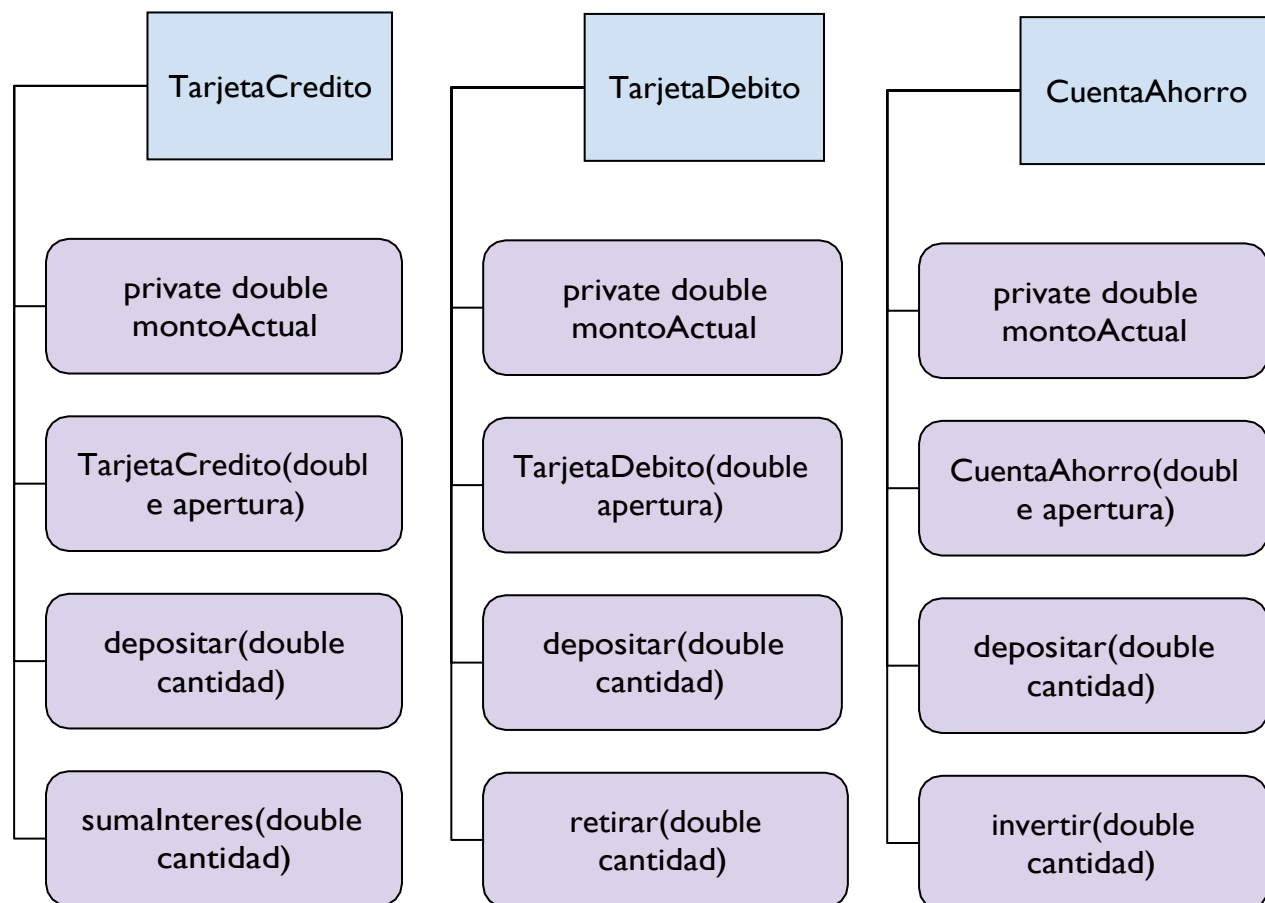 TarjetaCredito
private double
montoActual
TarjetaCredito(doubl
e apertura)
depositar(double
cantidad)
sumaInteres(double
cantidad)
TarjetaDebito
private double
montoActual
TarjetaDebito(double
apertura)
depositar(double
cantidad)
retirar(double
cantidad)
CuentaAhorro
private double
montoActual
CuentaAhorro(doubl
e apertura)
depositar(double
cantidad)
invertir(double
cantidad)